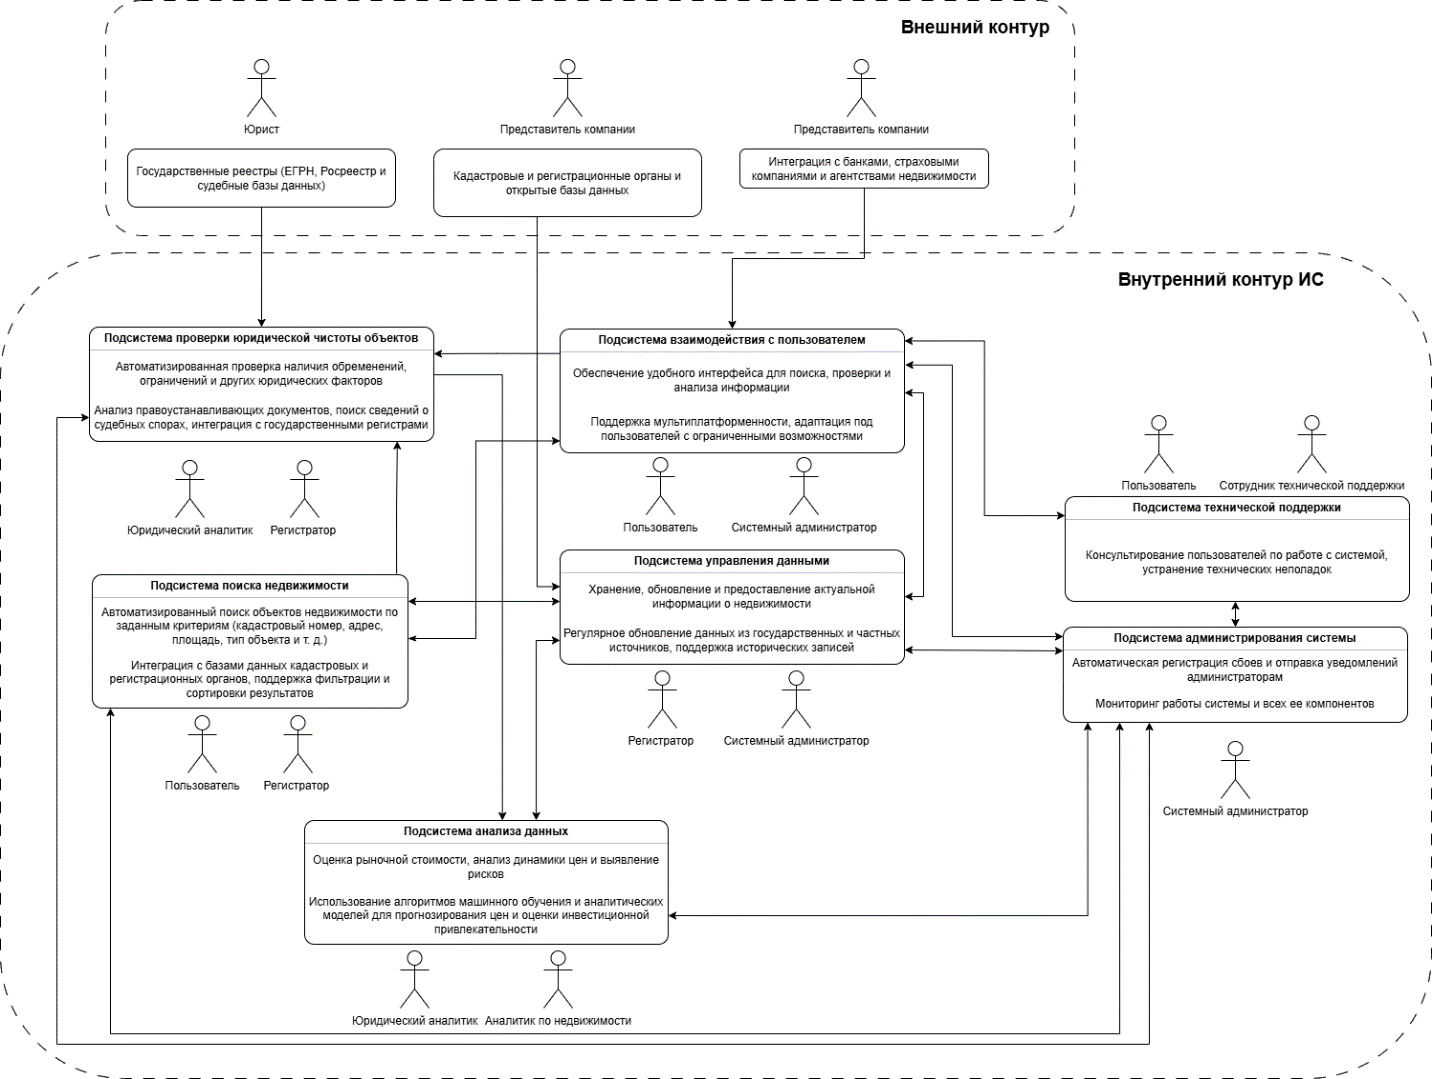 Внешний контур
Юрист
Представитель компании
Представитель компании
Государственные реестры (ЕГРН, Росреестр и
судебные базы данных)
Кадастровые и регистрационные органы и
открытые базы данных
Интеграция с банками, страховыми
компаниями и агентствами недвижимости
Внутренний контур ИС
Подсистема проверки юридической чистоты объектов
Автоматизированная проверка наличия обременений,
ограничений и других юридических факторов
Анализ правоустанавливающих документов, поиск сведений о
судебных спорах, интеграция с государственными регистрами
Юридический аналитик
Регистратор
Подсистема взаимодействия с пользователем
Обеспечение удобного интерфейса для поиска, проверки и
анализа информации
Поддержка мультиплатформенности, адаптация под
пользователей с ограниченными возможностями
Пользователь
Системный администратор
Пользователь
Сотрудник технической поддержки
Подсистема технической поддержки
Консультирование пользователей по работе с системой,
устранение технических неполадок
Подсистема поиска недвижимости
Автоматизированный поиск объектов недвижимости по
заданным критериям (кадастровый номер, адрес,
площадь, тип объекта и т. д.)
Интеграция с базами данных кадастровых и
регистрационных органов, поддержка фильтрации и
сортировки результатов
Пользователь
Регистратор
Подсистема управления данными
Хранение, обновление и предоставление актуальной
информации о недвижимости
Регулярное обновление данных из государственных и частных
источников, поддержка исторических записей
Регистратор
Системный администратор
Подсистема администрирования системы
Автоматическая регистрация сбоев и отправка уведомлений
администраторам
Мониторинг работы системы и всех ее компонентов
Системный администратор
Подсистема анализа данных
Оценка рыночной стоимости, анализ динамики цен и выявление
рисков
Использование алгоритмов машинного обучения и аналитических
моделей для прогнозирования цен и оценки инвестиционной
привлекательности
Юридический аналитик
Аналитик по недвижимости